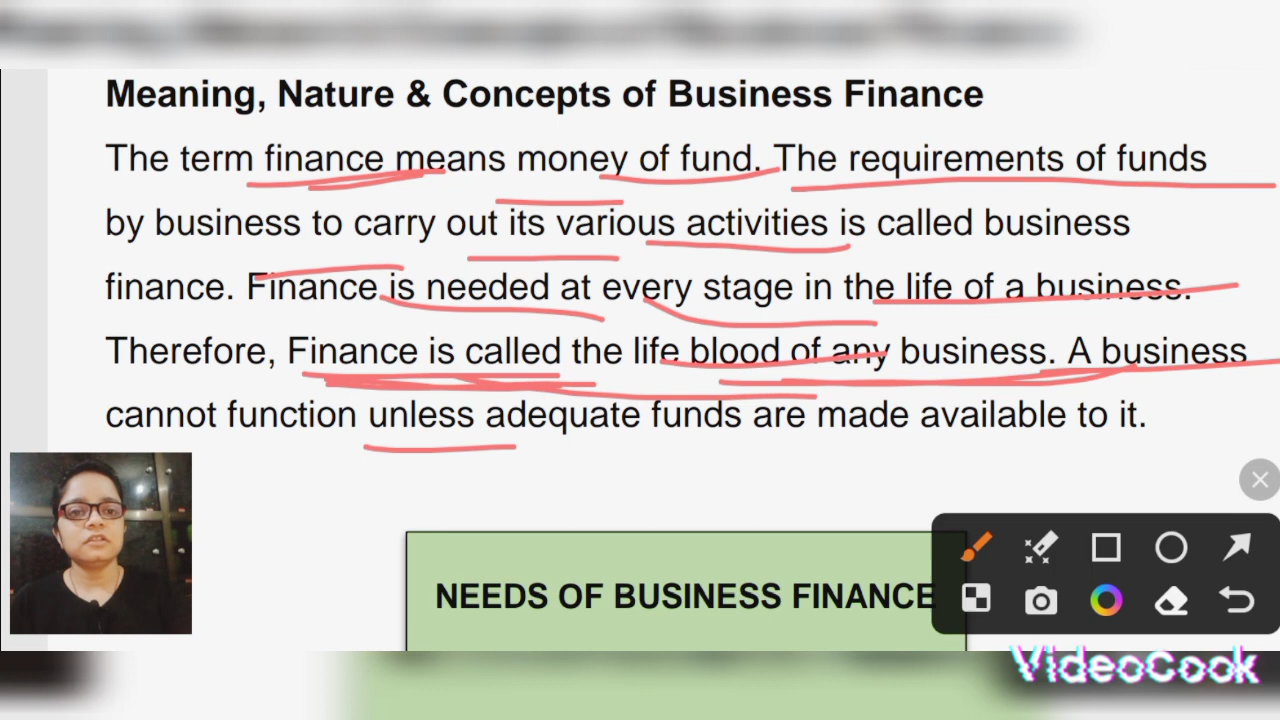 Meaning, Nature & Concepts of Business Finance
The term finance means money of fund. The requirements of funds
by business to carry out its various activities is called business
finance. Finance is needed at every stage in the life of a business.
Therefore, Finance is called the life blood of any business. A business
cannot function unless adequate funds are made available to it.
NEEDS OF BUSINESS FINANCE
VideoCook